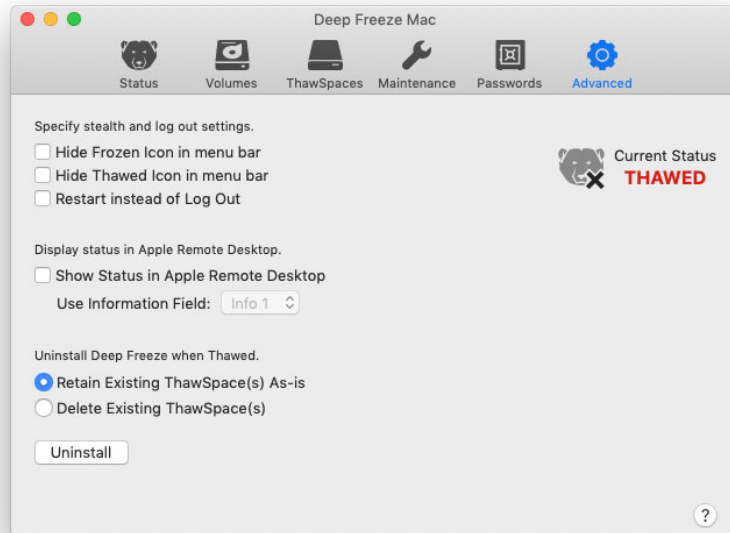 Deep Freeze Mac
Status Volumes ThawSpaces Maintenance Passwords Advanced
Specify stealth and log out settings.
Hide Frozen Icon in menu bar
Hide Thawed Icon in menu bar
Restart instead of Log Out
Current Status
THAWED
Display status in Apple Remote Desktop.
Show Status in Apple Remote Desktop
Use Information Field: Info 1
Uninstall Deep Freeze when Thawed.
Retain Existing ThawSpace(s) As-is
Delete Existing ThawSpace(s)
Uninstall
?